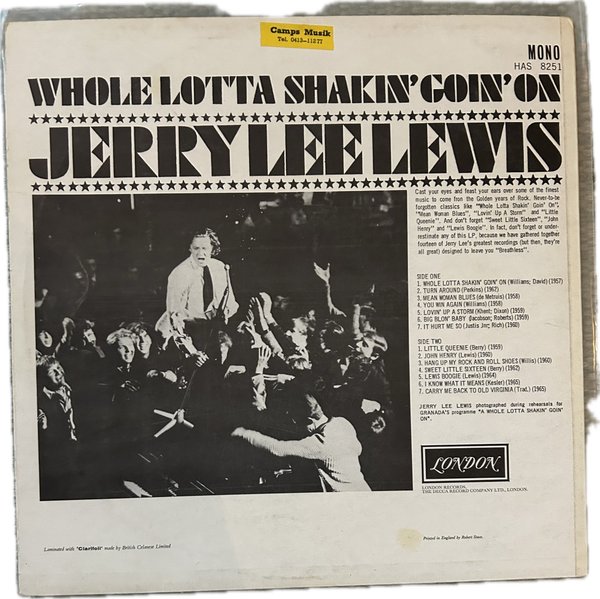 Camps Musik
Tel. 0413-11277
MONO
HAS 8251
WHOLE LOTTA SHAKIN' GOIN' ON
JERRY LEE LEWIS
Cast your eyes and feast your ears over some of the finest
music to come from the Golden years of Rock. Never-to-be
forgotten classics like "Whole Lotta Shakin' Goin' On",
"Mean Woman Blues", "Lovin' Up A Storm" and "Little
Queenie". And don't forget "Sweet Little Sixteen", "John
Henry" and "Lewis Boogie". In fact, don't forget or under-
estimate any of this LP, because we have gathered together
fourteen of Jerry Lee's greatest recordings (but then, they're
all great) designed to leave you "Breathless".
SIDE ONE
1. WHOLE LOTTA SHAKIN' GOIN' ON (Williams; David) (1957)
2. TURN AROUND (Perkins) (1962)
3. MEAN WOMAN BLUES (de Metruis) (1958)
4. YOU WIN AGAIN (Williams) (1958)
5. LOVIN' UP A STORM (Khent; Dixon) (1959)
6. BIG BLON' BABY (Jacobson; Roberts) (1959)
7. IT HURT ME SO (Justis Jnr; Rich) (1960)
SIDE TWO
1. LITTLE QUEENIE (Berry) (1959)
2. JOHN HENRY (Lewis) (1960)
3. HANG UP MY ROCK AND ROLL SHOES (Willis) (1960)
4. SWEET LITTLE SIXTEEN (Berry) (1962)
5. LEWIS BOOGIE (Lewis) (1964)
6. I KNOW WHAT IT MEANS (Kesler) (1965)
7. CARRY ME BACK TO OLD VIRGINIA (Trad.) (1965)
JERRY LEE LEWIS photographed during rehearsals for
GRANADA's programme "A WHOLE LOTTA SHAKIN' GOIN'
ON".
LONDON
LONDON RECORDS,
THE DECCA RECORD COMPANY LTD., LONDON.
Laminated with 'Clarifoil' made by British Celanese Limited
Printed in England by Robert Stace.